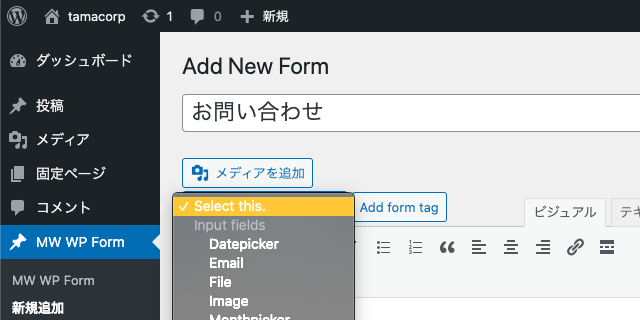 tamacorp 1 0 新規
ダッシュボード
Add New Form
投稿
お問い合わせ
メディア
固定ページ
メディアを追加
コメント
✓ Select this.
Add form tag
ビジュアル
Input fields
MW WP Form
Datepicker
Email
MW WP Form
File
新規追加
Image